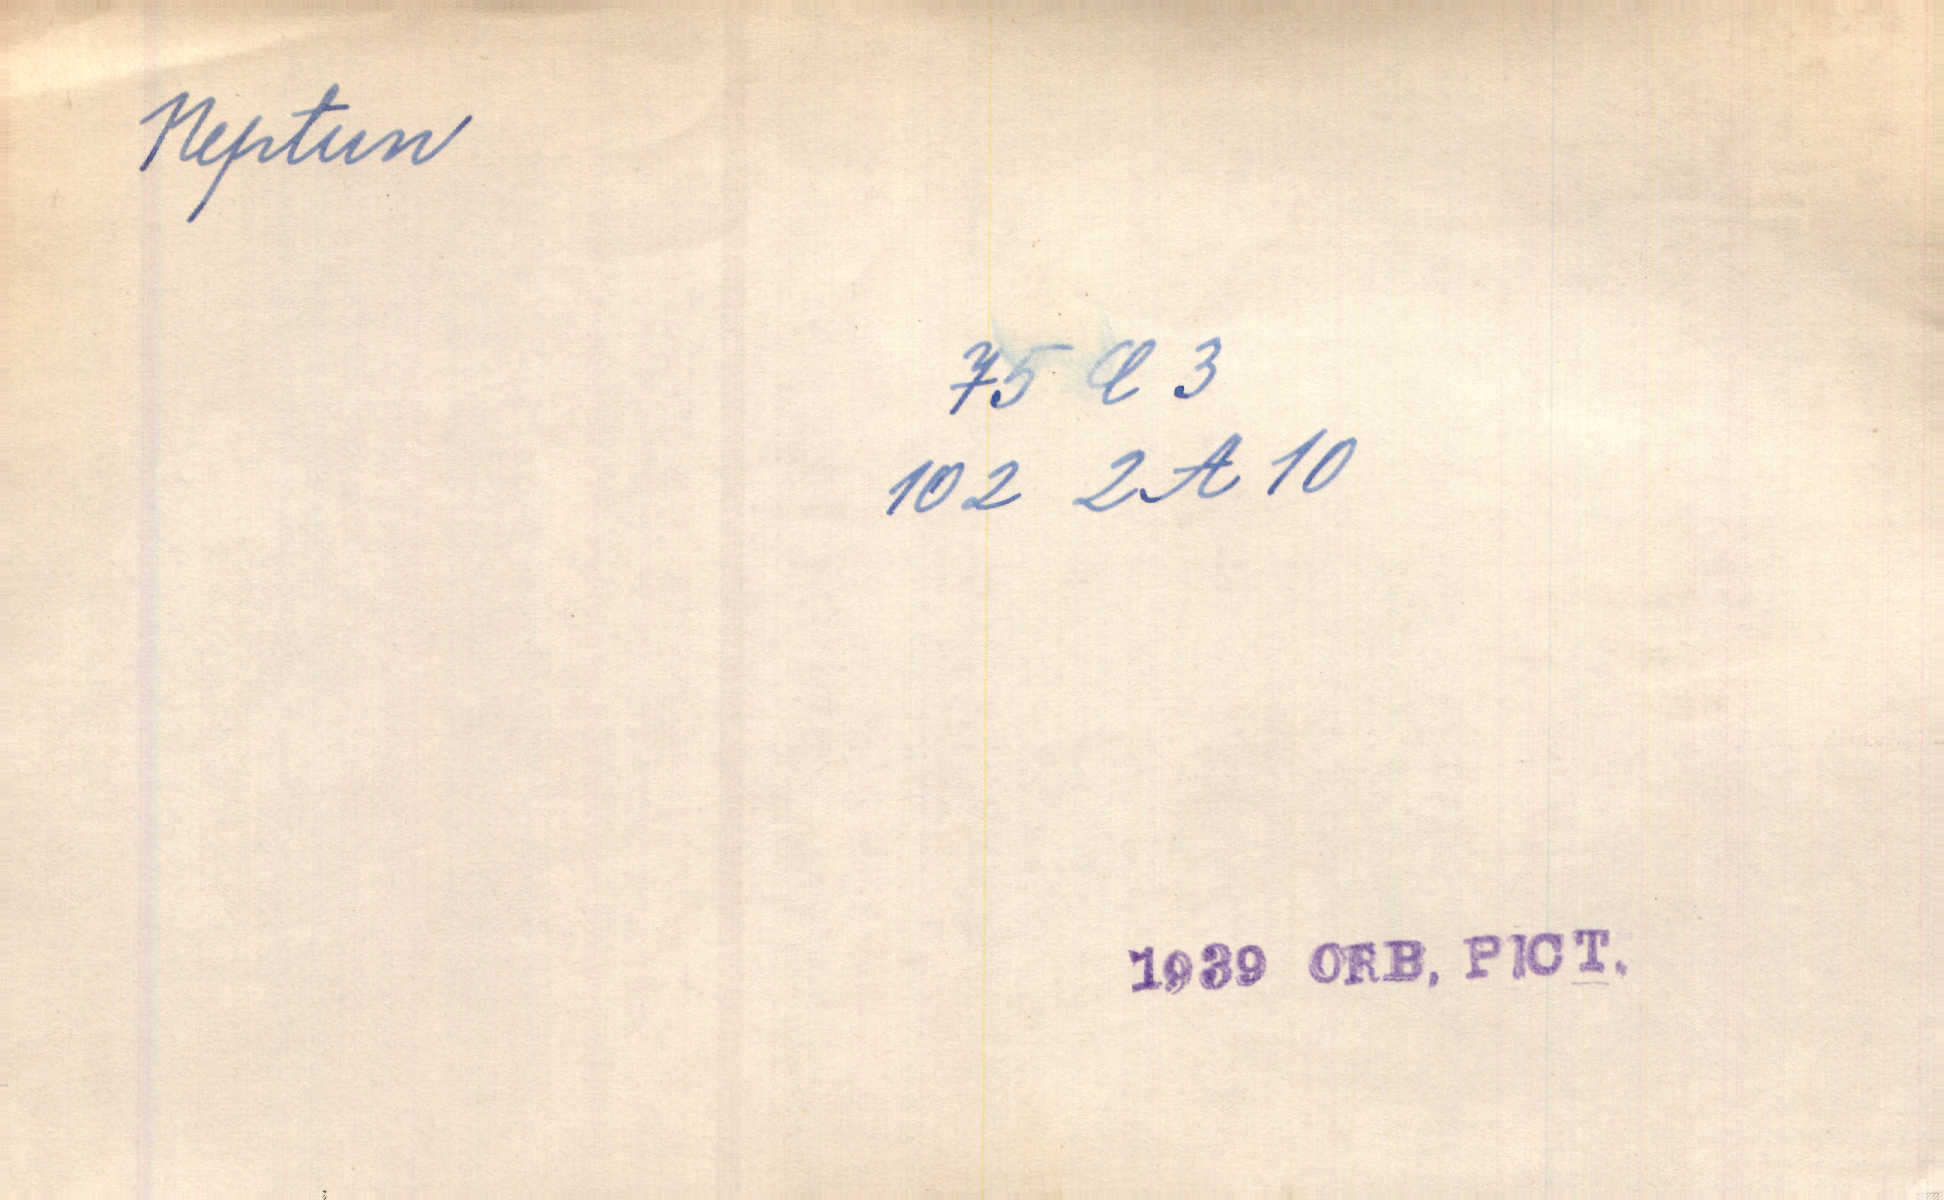 Neptun
75 C 3
102 2A 10
1939 ORB, PICT.